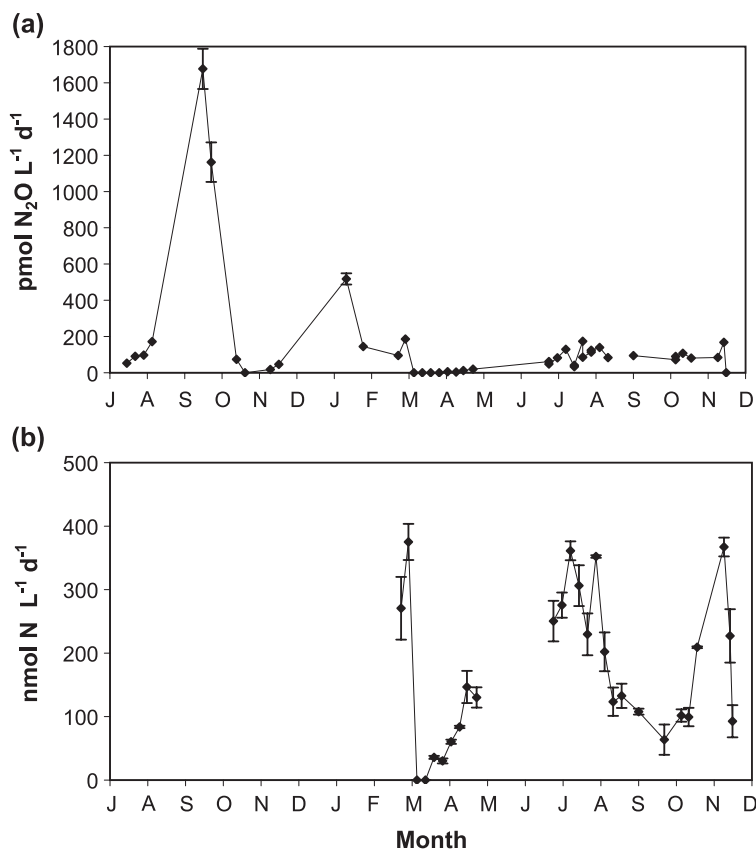 (a)
pmol N₂O L⁻¹ d⁻¹
1800
1600
1400
1200
1000
800
600
400
200
0
J A S O N D J F M A M J J A S O N D
(b)
nmol N L⁻¹ d⁻¹
500
400
300
200
100
0
J A S O N D J F M A M J J A S O N D
Month